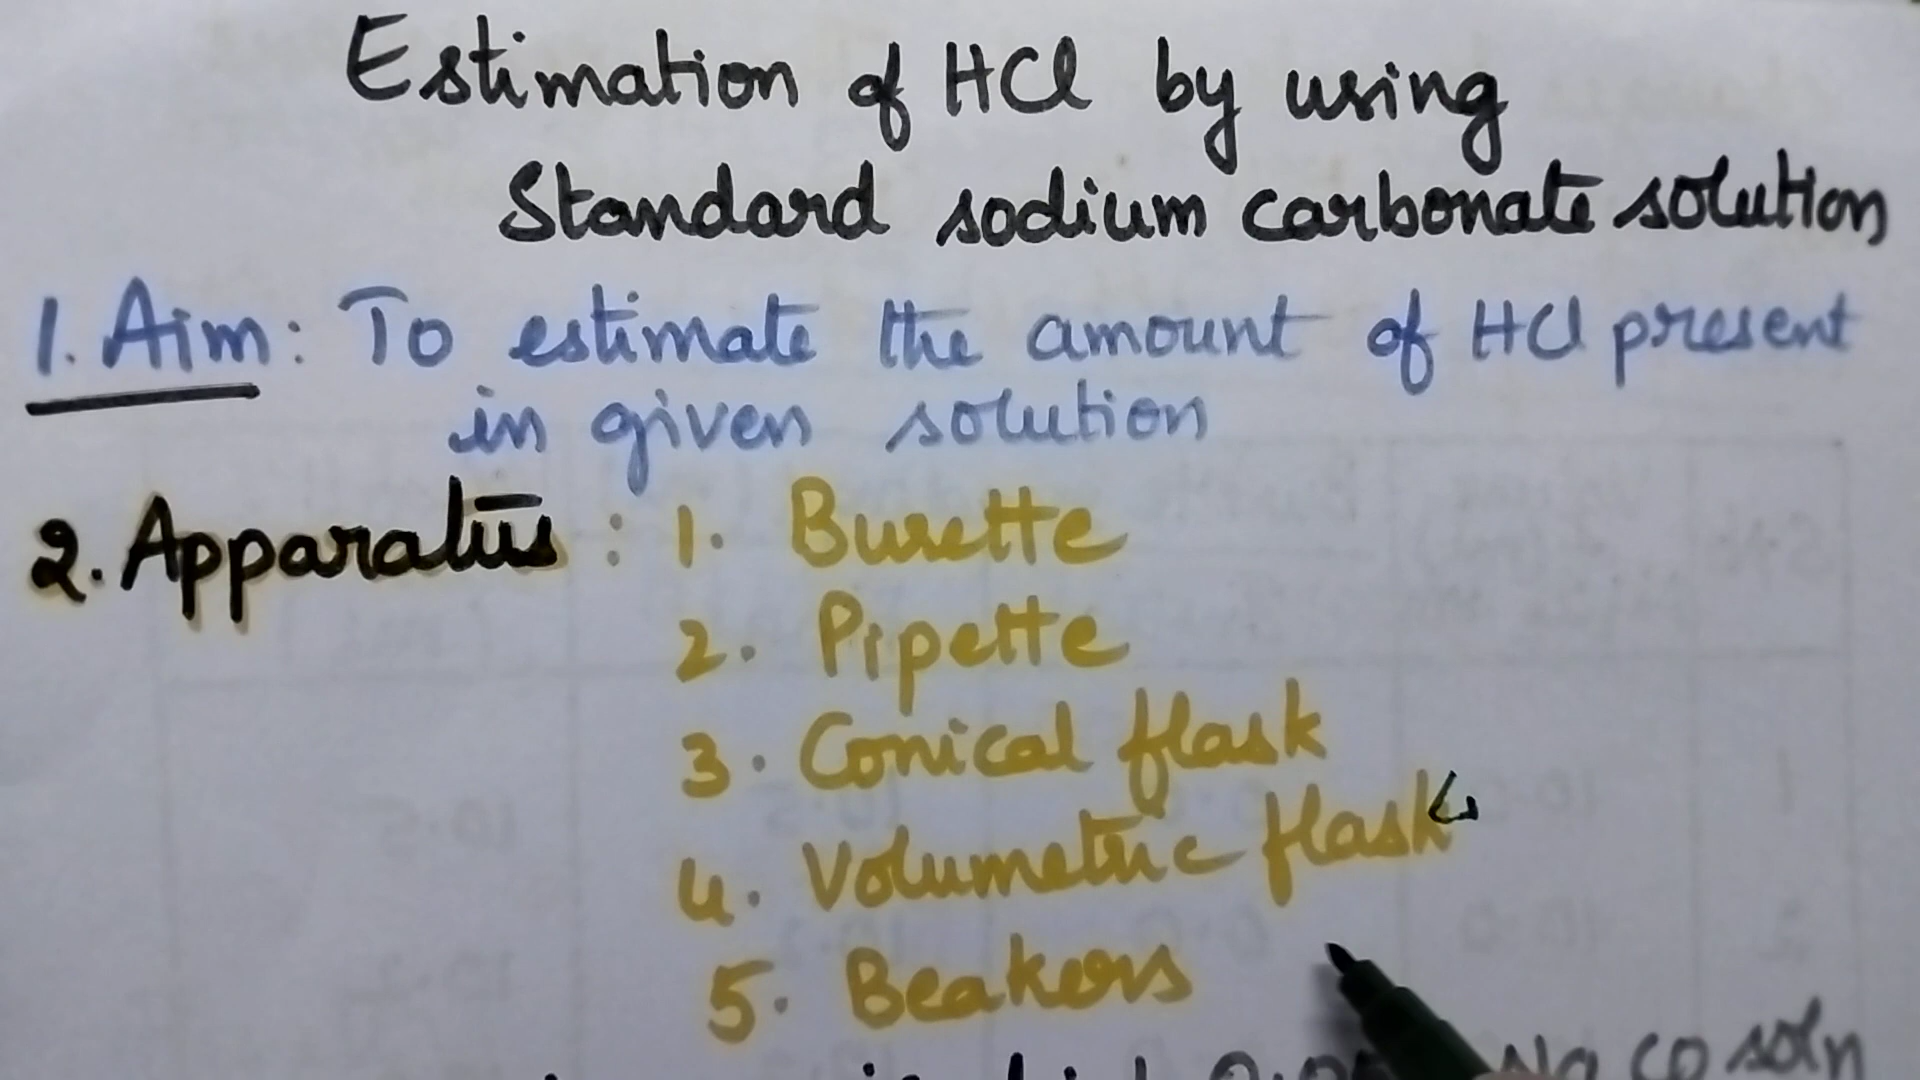 Estimation of HCl by using
Standard sodium carbonate solution
1. Aim: To estimate the amount of HCl present
in given solution
2. Apparatus : 1. Burette
2. Pipette
3. Conical flask
4. Volumetric flask
5. Beakers
soln